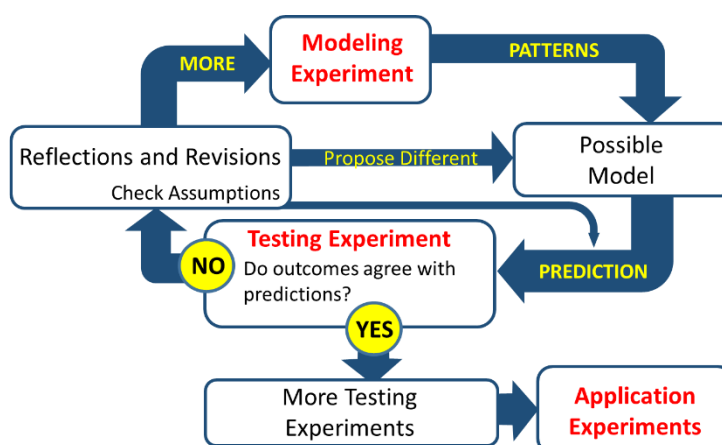 MORE
Modeling
Experiment
PATTERNS
Reflections and Revisions
Check Assumptions
Propose Different
Possible
Model
Testing Experiment
Do outcomes agree with
predictions?
NO
PREDICTION
YES
More Testing
Experiments
Application
Experiments